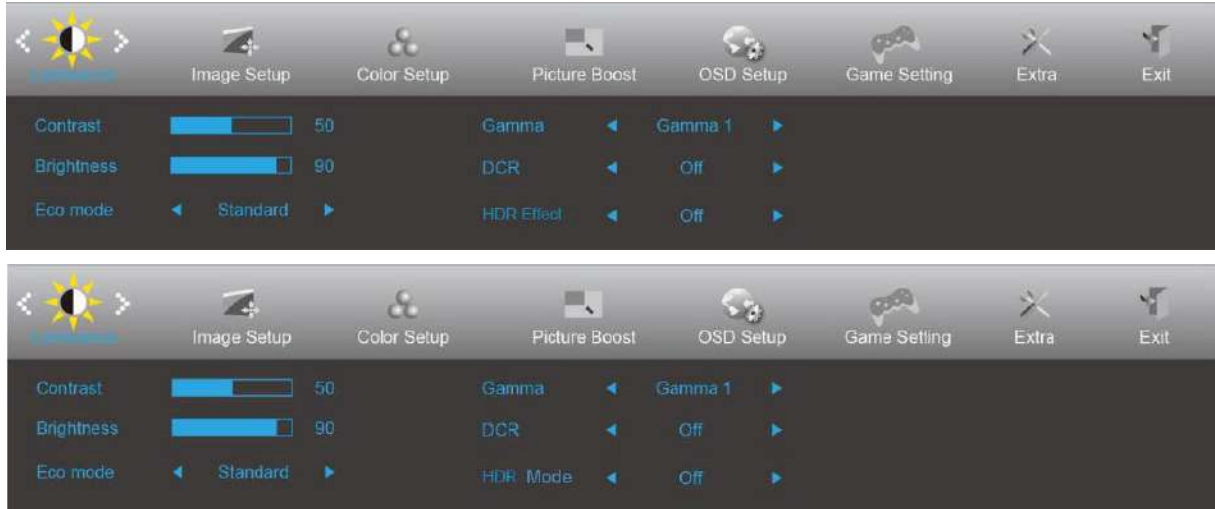 Image Setup Color Setup Picture Boost OSD Setup Game Setting Extra Exit
Contrast 50 Gamma Gamma 1
Brightness 90 DCR Off
Eco mode Standard HDR Effect Off
Image Setup Color Setup Picture Boost OSD Setup Game Setting Extra Exit
Contrast 50 Gamma Gamma 1
Brightness 90 DCR Off
Eco mode Standard HDR Mode Off